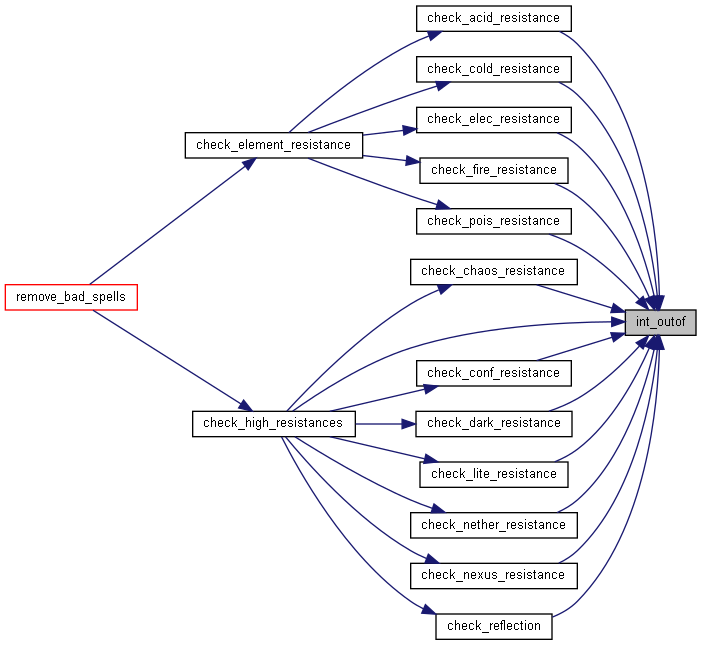 check_acid_resistance
check_cold_resistance
check_elec_resistance
check_element_resistance
check_fire_resistance
check_pois_resistance
check_chaos_resistance
remove_bad_spells
int_outof
check_conf_resistance
check_high_resistances
check_dark_resistance
check_lite_resistance
check_nether_resistance
check_nexus_resistance
check_reflection